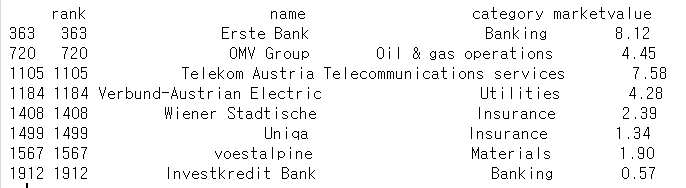 rank name category marketvalue
363 363 Erste Bank Banking 8.12
720 720 OMV Group Oil & gas operations 4.45
1105 1105 Telekom Austria Telecommunications services 7.58
1184 1184 Verbund-Austrian Electric Utilities 4.28
1408 1408 Wiener Stadtische Insurance 2.39
1499 1499 Uniqa Insurance 1.34
1567 1567 voestalpine Materials 1.90
1912 1912 Investkredit Bank Banking 0.57